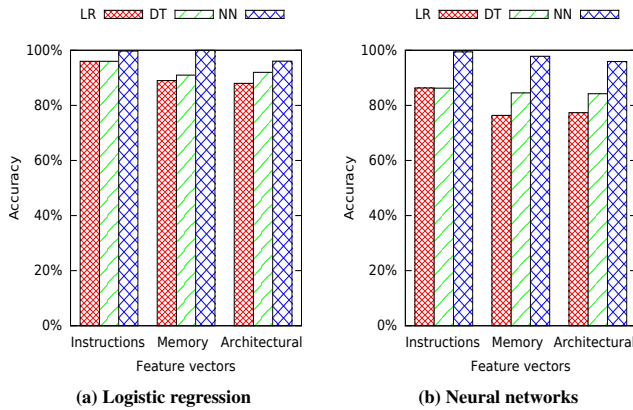 LR DT NN
100%
80%
60%
40%
20%
0%
Accuracy
Instructions Memory Architectural
Feature vectors
(a) Logistic regression
LR DT NN
100%
80%
60%
40%
20%
0%
Accuracy
Instructions Memory Architectural
Feature vectors
(b) Neural networks